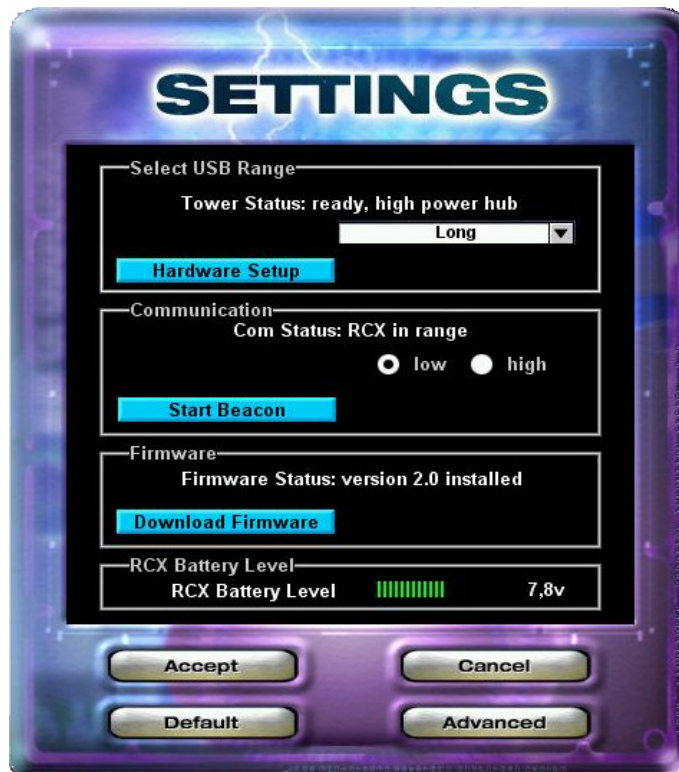 SETTINGS
Select USB Range
Tower Status: ready, high power hub
Long
Hardware Setup
Communication
Com Status: RCX in range
low high
Start Beacon
Firmware
Firmware Status: version 2.0 installed
Download Firmware
RCX Battery Level
RCX Battery Level 7,8v
Accept Cancel
Default Advanced